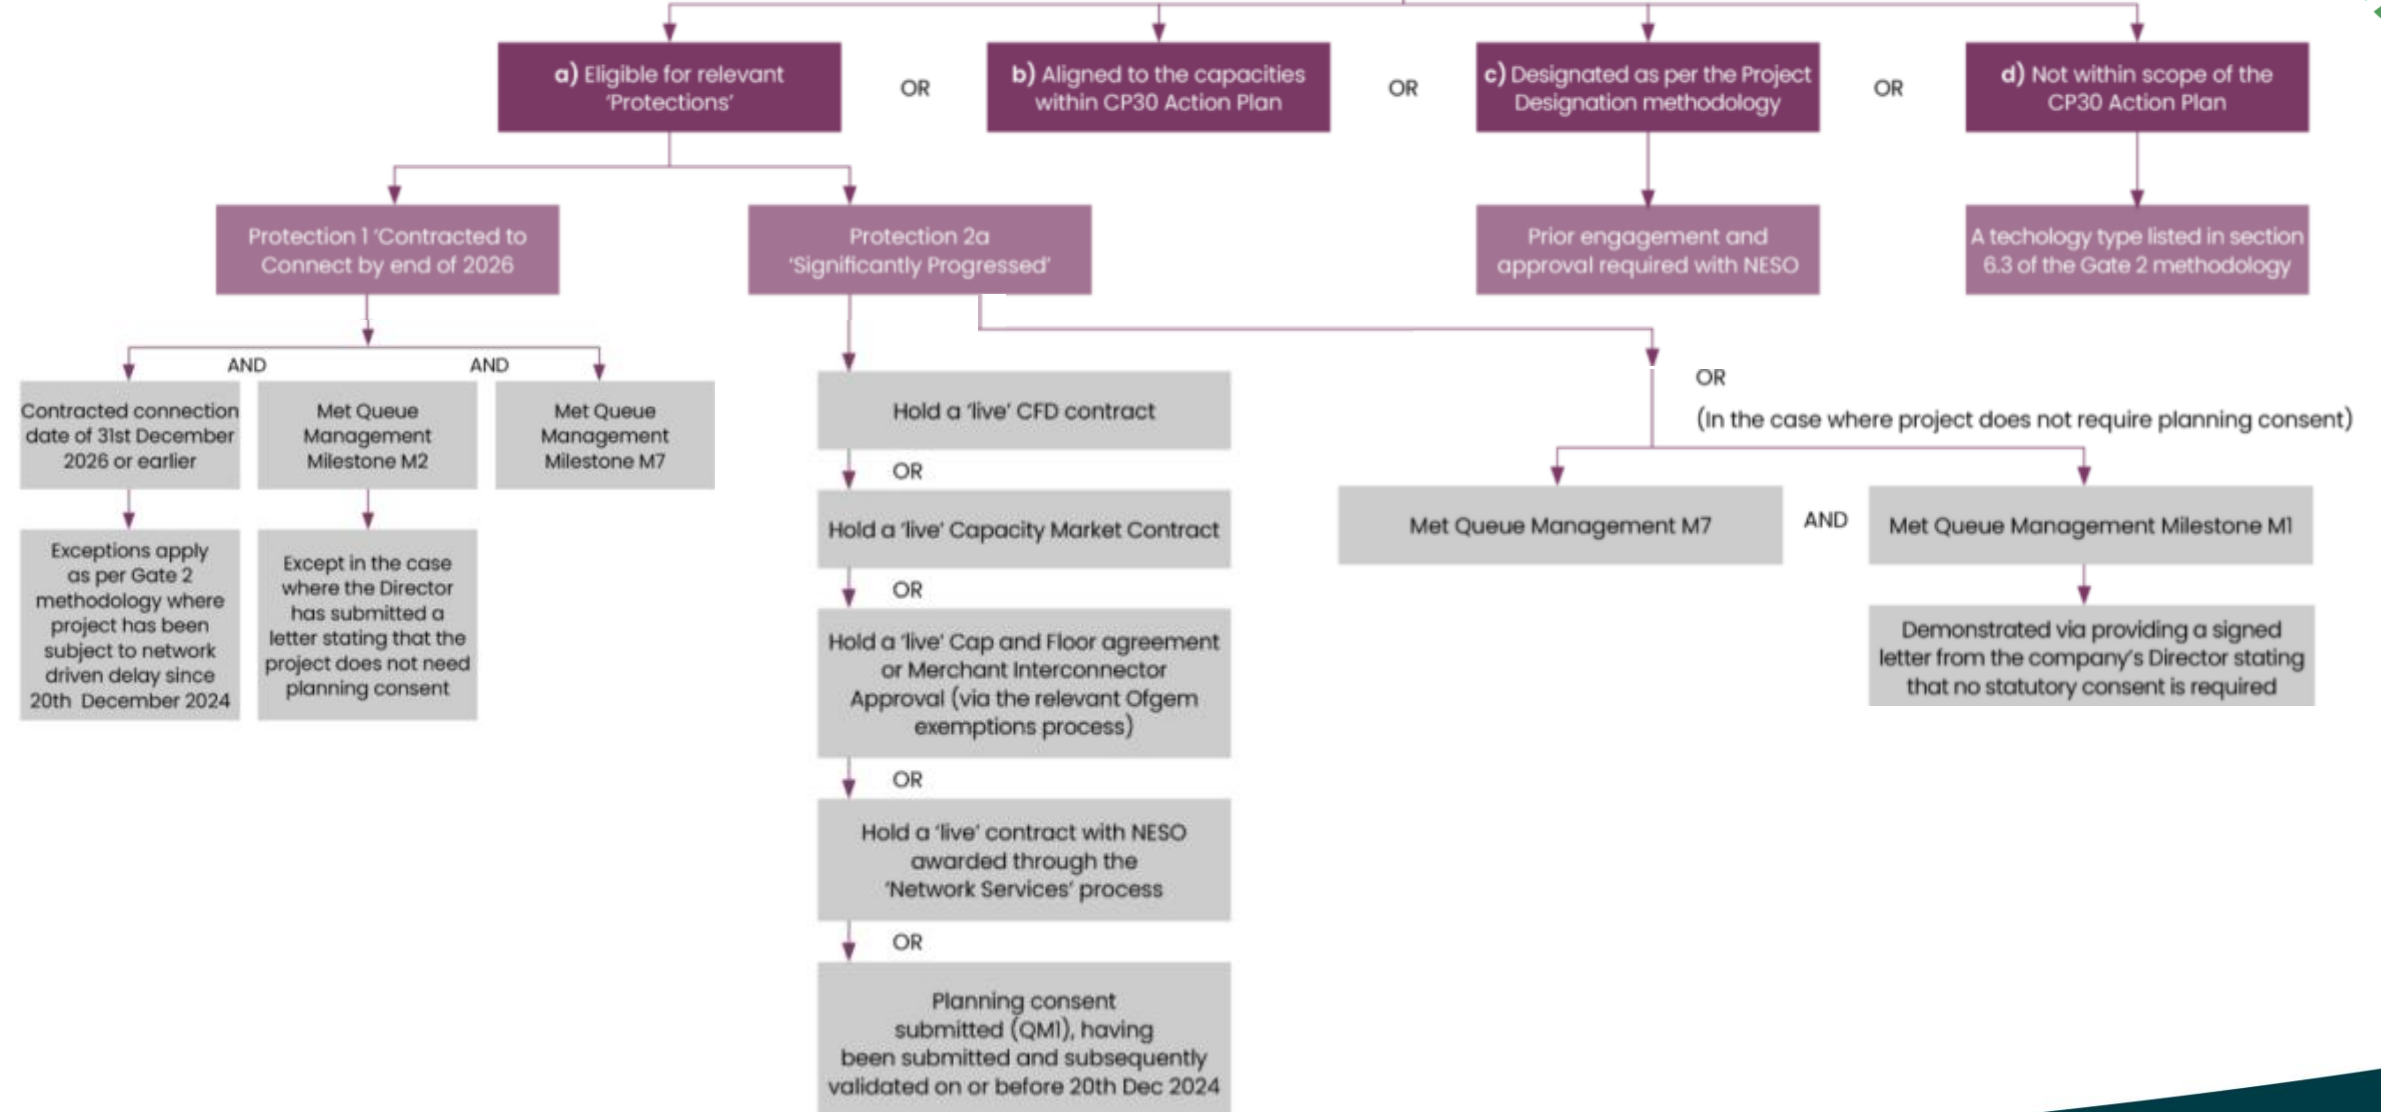 a) Eligible for relevant
'Protections'
OR
b) Aligned to the capacities
within CP30 Action Plan
OR
c) Designated as per the Project
Designation methodology
OR
d) Not within scope of the
CP30 Action Plan
Protection 1 'Contracted to
Connect by end of 2026
Protection 2a
'Significantly Progressed'
Prior engagement and
approval required with NESO
A techology type listed in section
6.3 of the Gate 2 methodology
AND
AND
Contracted connection
date of 31st December
2026 or earlier
Met Queue
Management
Milestone M2
Met Queue
Management
Milestone M7
Exceptions apply
as per Gate 2
methodology where
project has been
subject to network
driven delay since
20th December 2024
Except in the case
where the Director
has submitted a
letter stating that the
project does not need
planning consent
Hold a 'live' CFD contract
OR
Hold a 'live' Capacity Market Contract
OR
Hold a 'live' Cap and Floor agreement
or Merchant Interconnector
Approval (via the relevant Ofgem
exemptions process)
OR
Hold a 'live' contract with NESO
awarded through the
'Network Services' process
OR
Planning consent
submitted (QM1), having
been submitted and subsequently
validated on or before 20th Dec 2024
OR
(In the case where project does not require planning consent)
Met Queue Management M7
AND
Met Queue Management Milestone M1
Demonstrated via providing a signed
letter from the company's Director stating
that no statutory consent is required